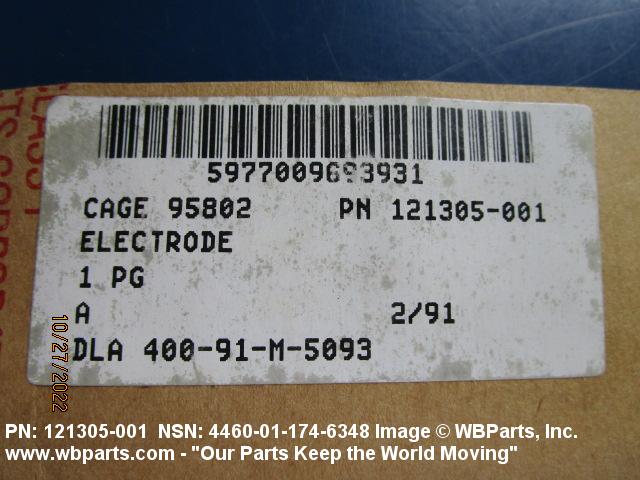 5977009693931
CAGE 95802 PN 121305-001
ELECTRODE
1 PG
A 2/91
DLA 400-91-M-5093
10/27/2022
PN: 121305-001 NSN: 4460-01-174-6348 Image © WBParts, Inc.
www.wbparts.com - "Our Parts Keep the World Moving"